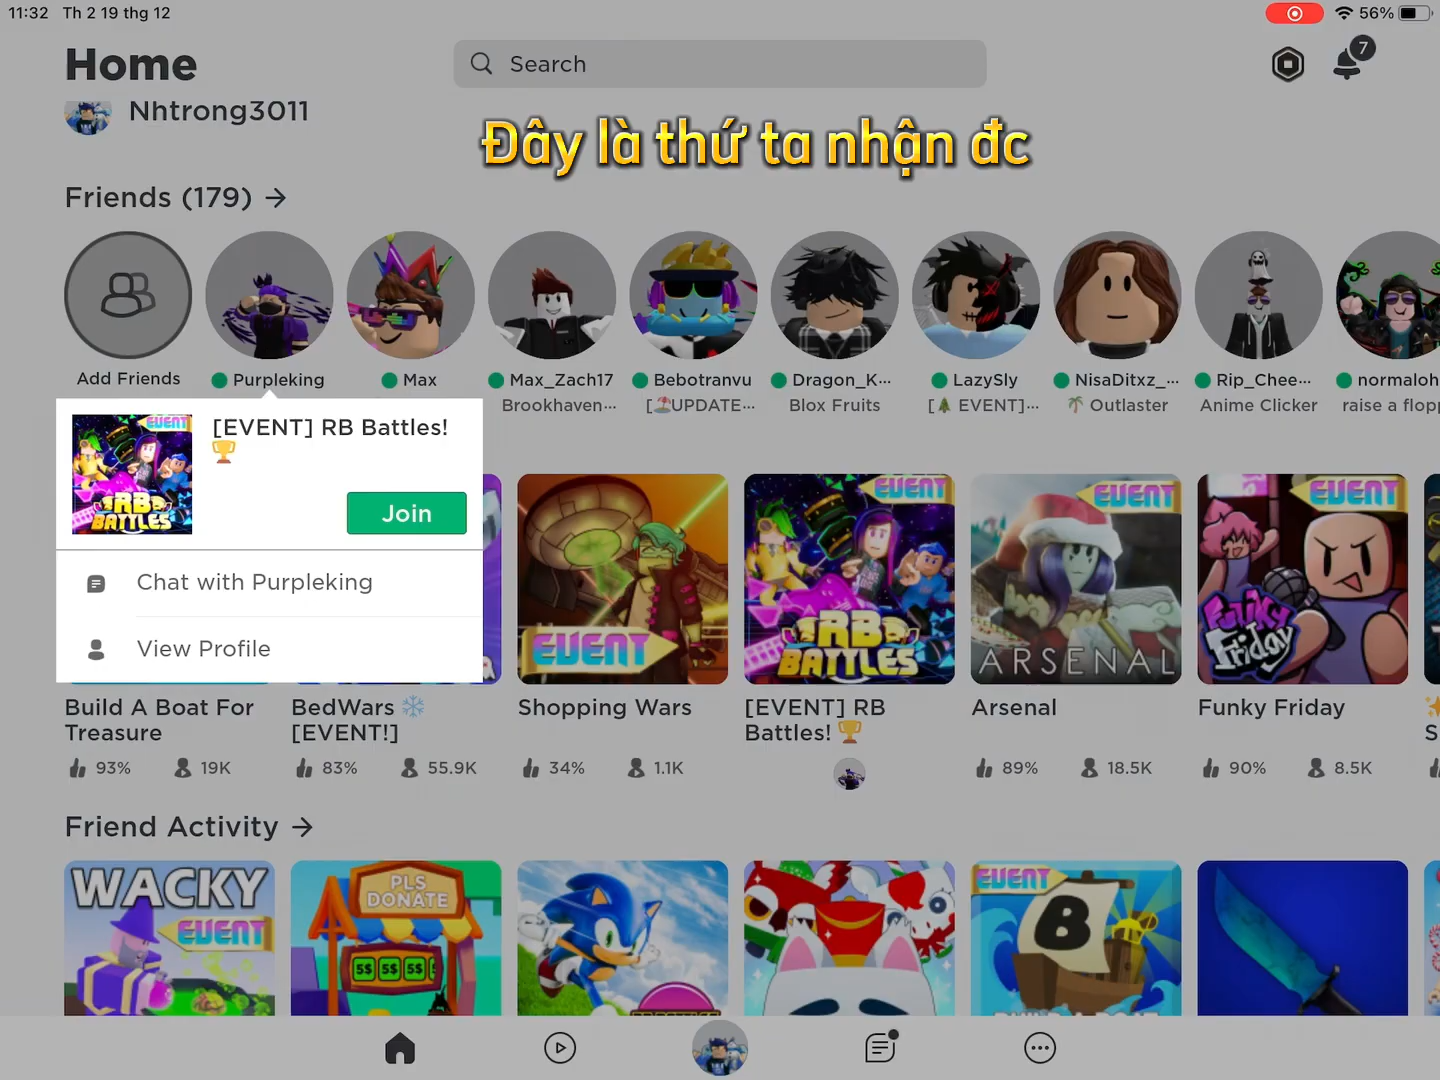 11:32 Th 2 19 thg 12
56%
Home
Search
7
Nhtrong3011
Đây là thứ ta nhận đc
Friends (179) →
Add Friends
Purpleking
Max
Max_Zach17
Brookhaven...
Bebotranvu
[🏖️UPDATE...
Dragon_K...
Blox Fruits
LazySly
[🎄 EVENT]...
NisaDitxz_...
🌴 Outlaster
Rip_Chee...
Anime Clicker
normaloh
raise a flopp
EVENT
RB
BATTLES
[EVENT] RB Battles!
🏆
Join
Chat with Purpleking
View Profile
EVENT
EVENT
RB
BATTLES
EVENT
ARSENAL
EVENT
Funky
Friday
Build A Boat For
Treasure
93% 19K
BedWars ❄️
[EVENT!]
83% 55.9K
Shopping Wars
34% 1.1K
[EVENT] RB
Battles! 🏆
Arsenal
89% 18.5K
Funky Friday
90% 8.5K
Friend Activity →
WACKY
EVENT
PLS
DONATE
5$ 5$ 5$
EVENT
B